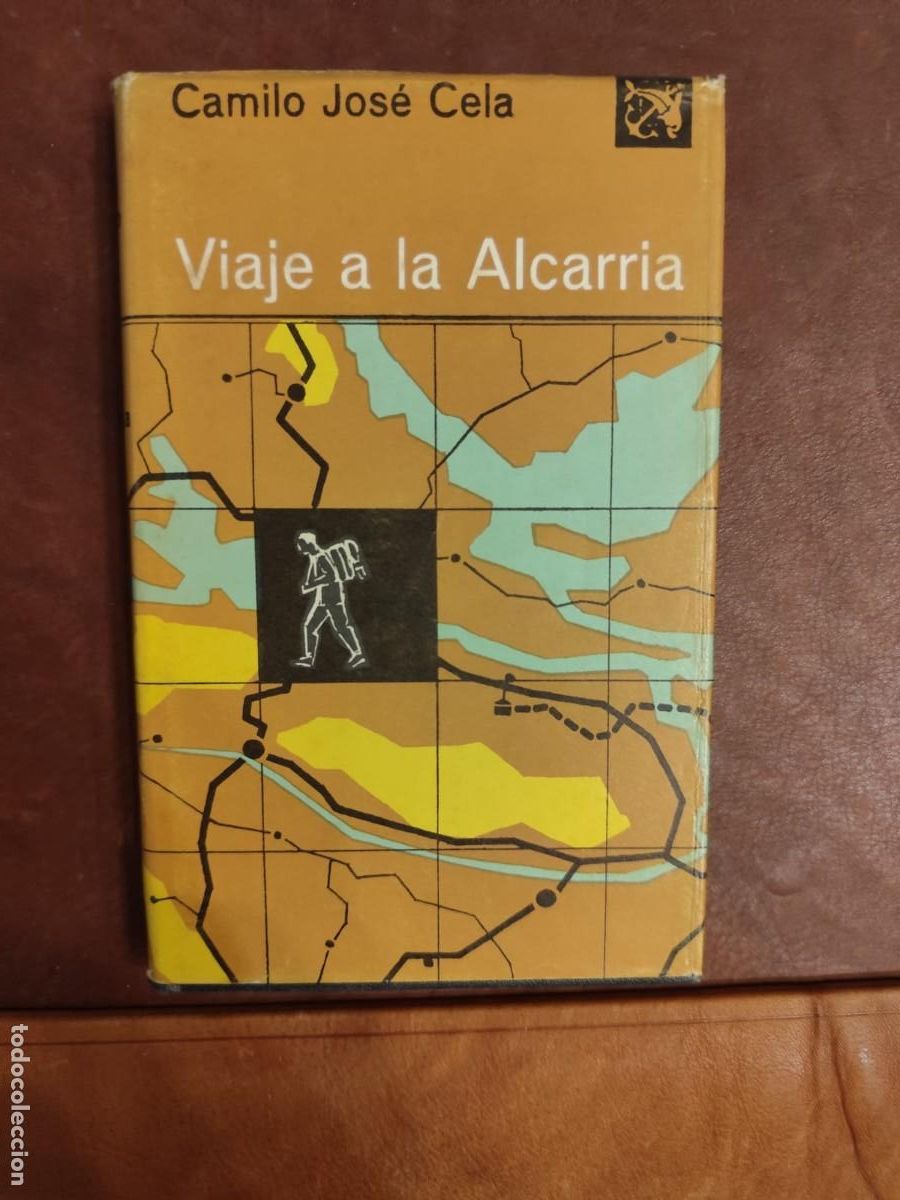 Camilo José Cela
Viaje a la Alcarria
todocoleccion